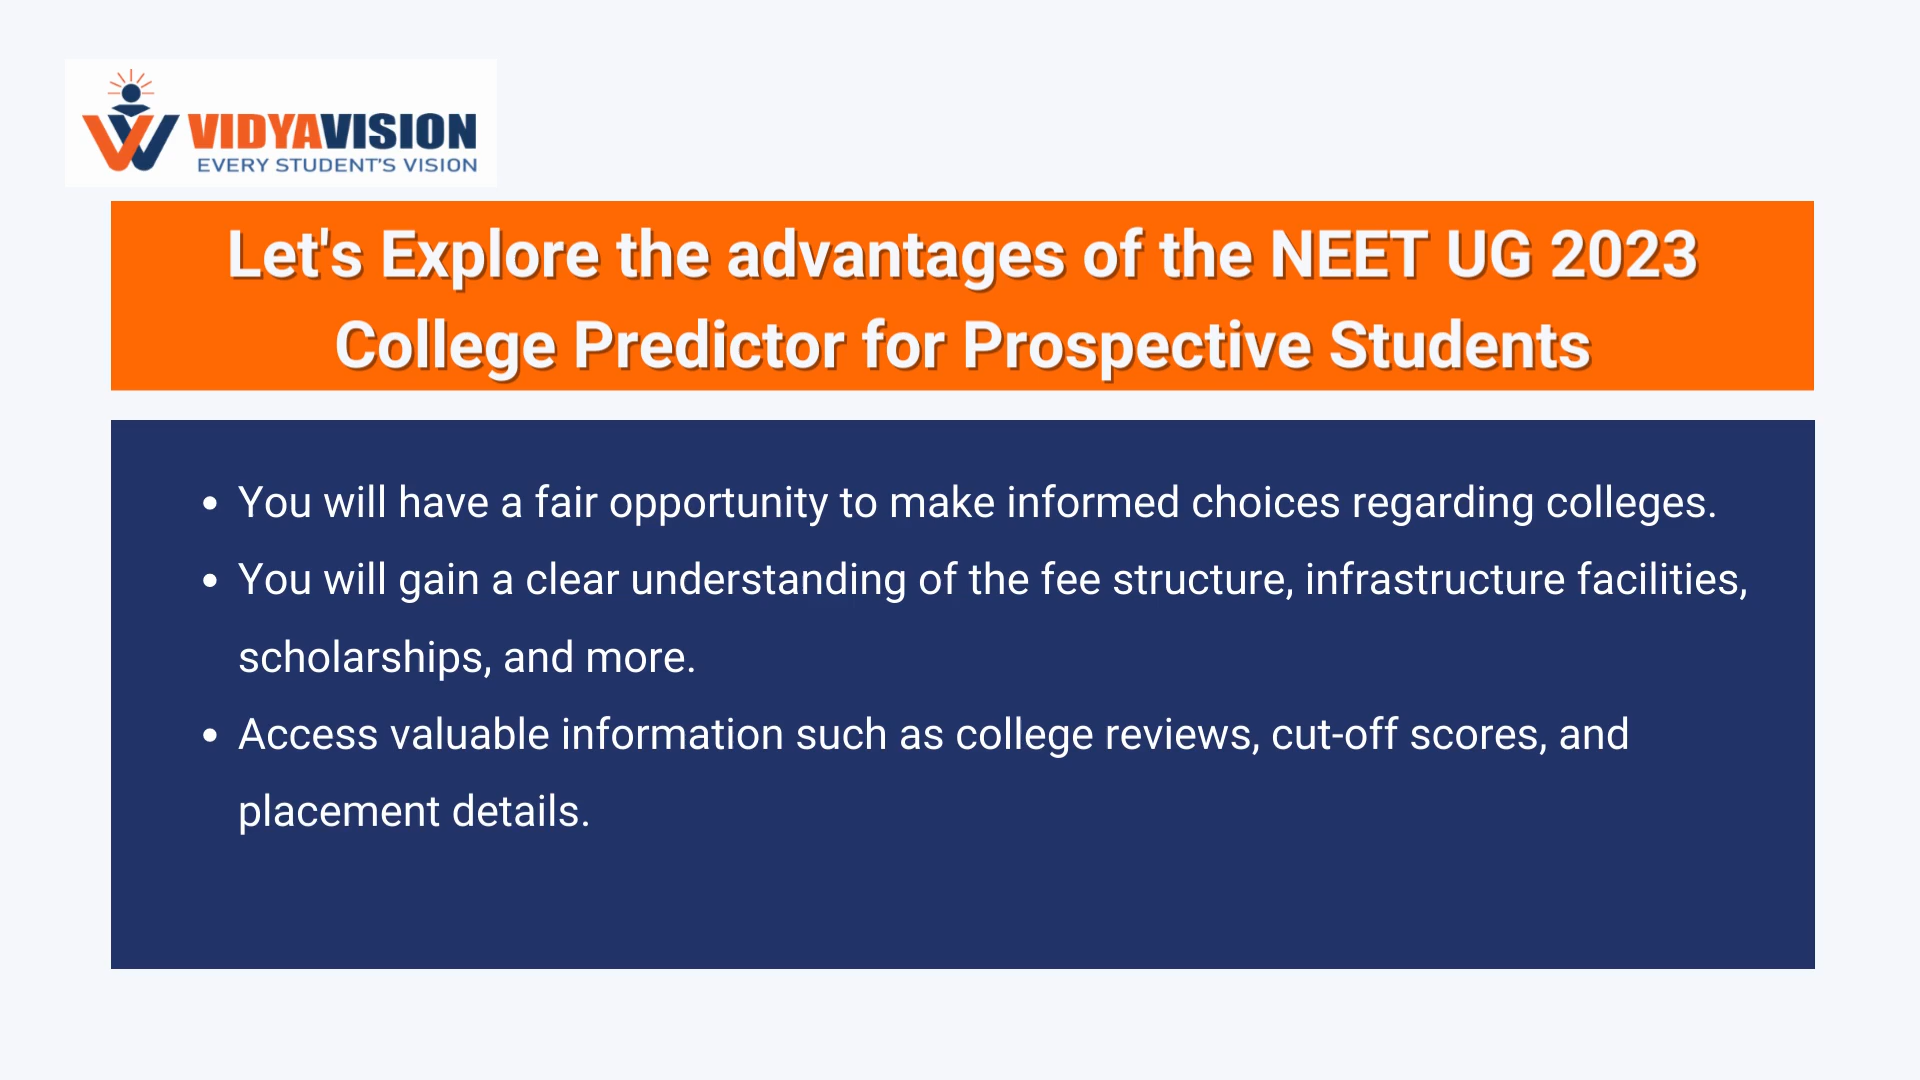 VIDYAVISION
EVERY STUDENT'S VISION
Let's Explore the advantages of the NEET UG 2023
College Predictor for Prospective Students
• You will have a fair opportunity to make informed choices regarding colleges.
• You will gain a clear understanding of the fee structure, infrastructure facilities,
scholarships, and more.
• Access valuable information such as college reviews, cut-off scores, and
placement details.